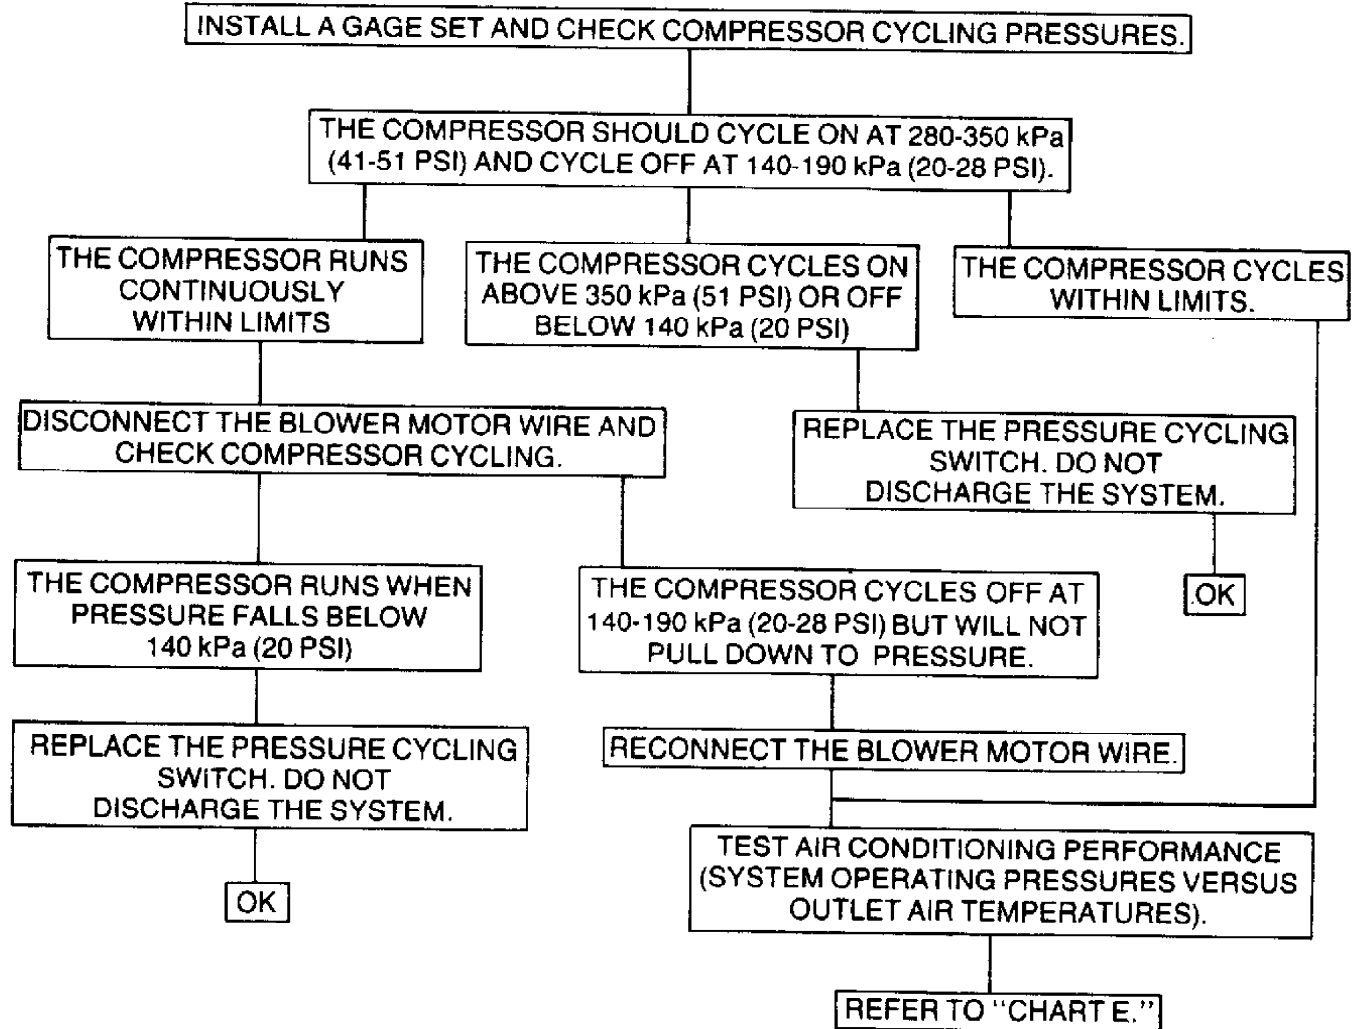 INSTALL A GAGE SET AND CHECK COMPRESSOR CYCLING PRESSURES.
THE COMPRESSOR SHOULD CYCLE ON AT 280-350 kPa
(41-51 PSI) AND CYCLE OFF AT 140-190 kPa (20-28 PSI).
THE COMPRESSOR RUNS
CONTINUOUSLY
WITHIN LIMITS
THE COMPRESSOR CYCLES ON
ABOVE 350 kPa (51 PSI) OR OFF
BELOW 140 kPa (20 PSI)
THE COMPRESSOR CYCLES
WITHIN LIMITS.
DISCONNECT THE BLOWER MOTOR WIRE AND
CHECK COMPRESSOR CYCLING.
REPLACE THE PRESSURE CYCLING
SWITCH. DO NOT
DISCHARGE THE SYSTEM.
THE COMPRESSOR RUNS WHEN
PRESSURE FALLS BELOW
140 kPa (20 PSI)
THE COMPRESSOR CYCLES OFF AT
140-190 kPa (20-28 PSI) BUT WILL NOT
PULL DOWN TO PRESSURE.
OK
REPLACE THE PRESSURE CYCLING
SWITCH. DO NOT
DISCHARGE THE SYSTEM.
RECONNECT THE BLOWER MOTOR WIRE.
OK
TEST AIR CONDITIONING PERFORMANCE
(SYSTEM OPERATING PRESSURES VERSUS
OUTLET AIR TEMPERATURES).
REFER TO "CHART E."